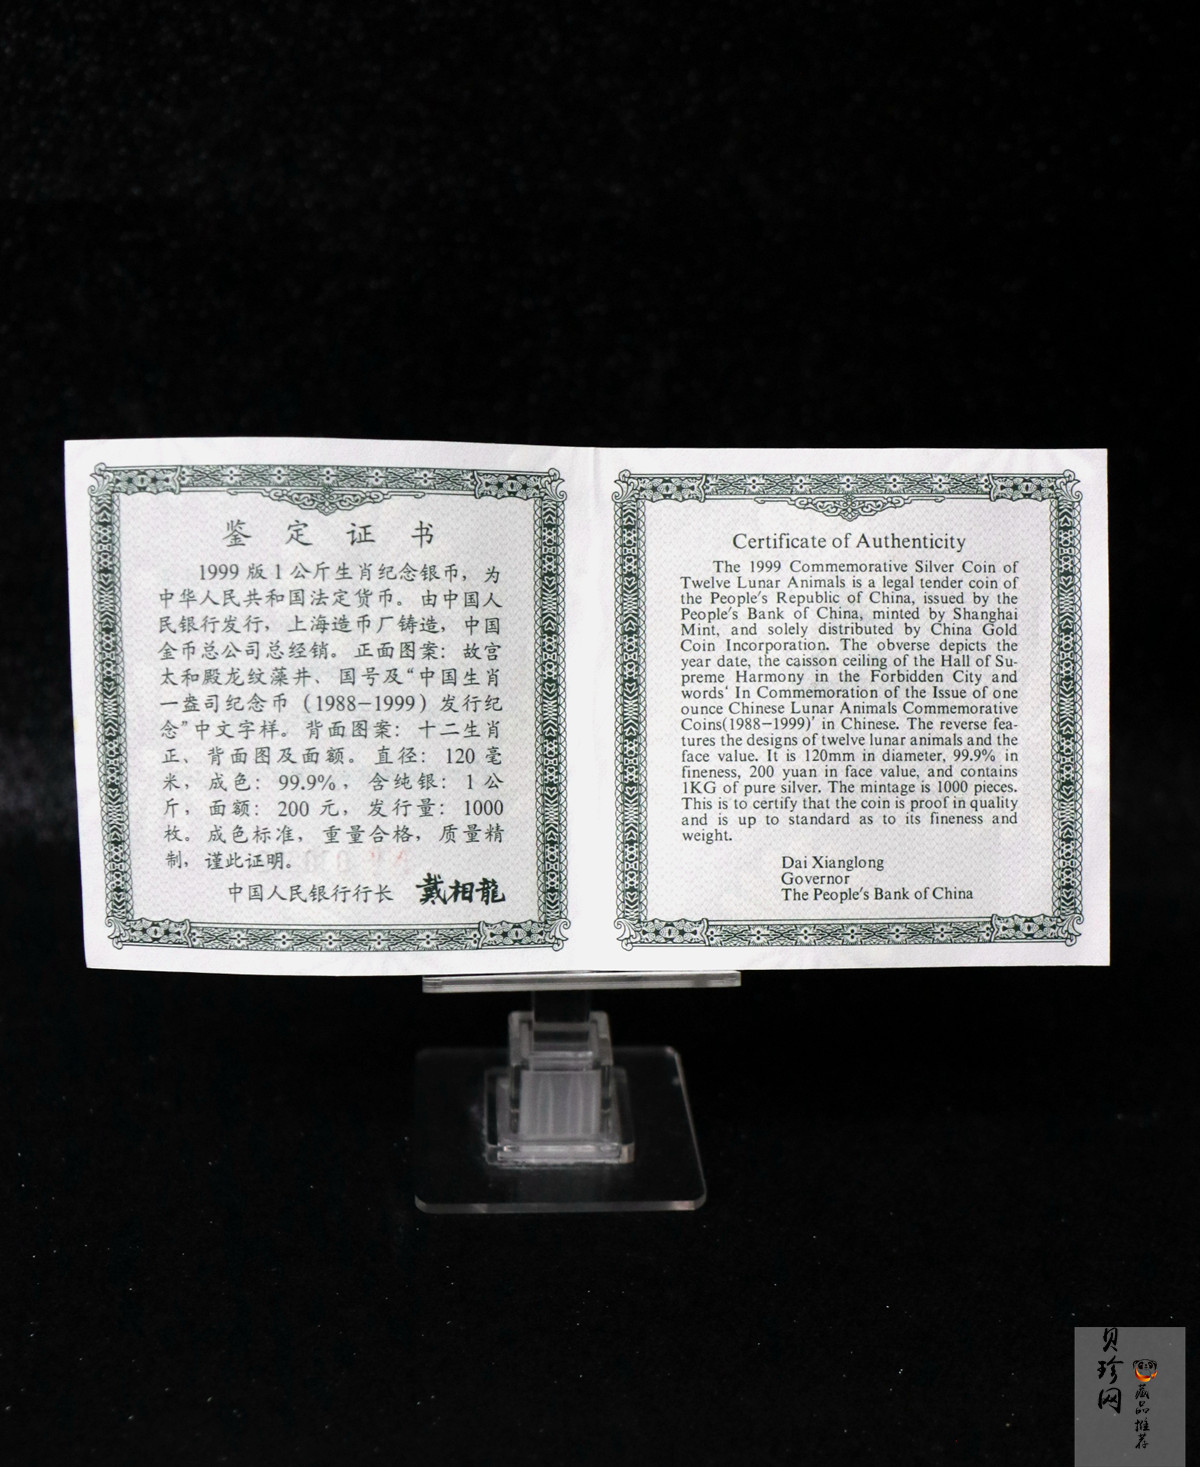 鉴定证书
1999版1公斤生肖纪念银币，为
中华人民共和国法定货币。由中国人
民银行发行，上海造币厂铸造，中国
金币总公司总经销。正面图案：故宫
太和殿龙纹藻井、国号及“中国生肖
一盎司纪念币（1988—1999）发行纪
念”中文字样。背面图案：十二生肖
正、背面图及面额。直径：120毫
米，成色：99.9%，含纯银：1公
斤，面额：200元，发行量：1000
枚。成色标准，重量合格，质量精
制，谨此证明。
中国人民银行行长 戴相龍
Certificate of Authenticity
The 1999 Commemorative Silver Coin of
Twelve Lunar Animals is a legal tender coin of
the People's Republic of China, issued by the
People's Bank of China, minted by Shanghai
Mint, and solely distributed by China Gold
Coin Incorporation. The obverse depicts the
year date, the caisson ceiling of the Hall of Su-
preme Harmony in the Forbidden City and
words' In Commemoration of the Issue of one
ounce Chinese Lunar Animals Commemorative
Coins(1988—1999)' in Chinese. The reverse fea-
tures the designs of twelve lunar animals and the
face value. It is 120mm in diameter, 99.9% in
fineness, 200 yuan in face value, and contains
1KG of pure silver. The mintage is 1000 pieces.
This is to certify that the coin is proof in quality
and is up to standard as to its fineness and
weight.
Dai Xianglong
Governor
The People's Bank of China
贝珍网
藏品推荐